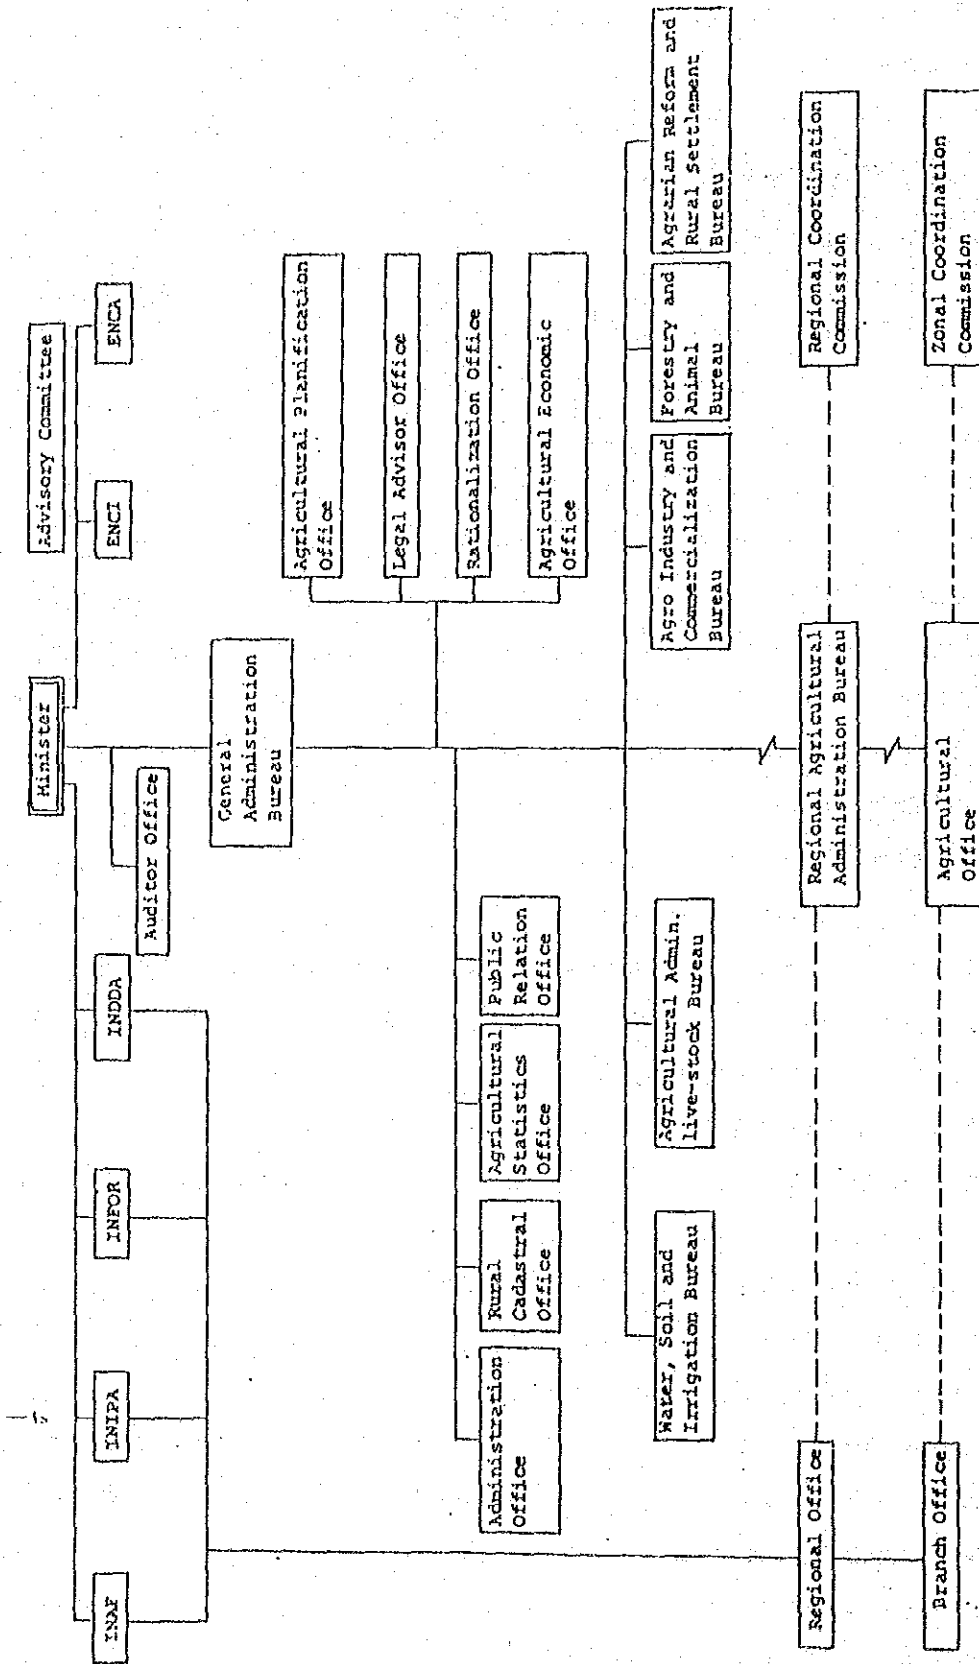 Minister
Advisory Committee
INAF
INIPA
INFOR
INDDA
ENCI
ENCA
Auditor Office
General
Administration
Bureau
Agricultural Planification
Office
Legal Advisor Office
Rationalization Office
Agricultural Economic
Office
Administration
Office
Rural
Cadastral
Office
Agricultural
Statistics
Office
Public
Relation
Office
Water, Soil and
Irrigation Bureau
Agricultural Admin.
live-stock Bureau
Agro Industry and
Commercialization
Bureau
Forestry and
Animal
Bureau
Agrarian Reform and
Rural Settlement
Bureau
Regional Office
Regional Agricultural
Administration Bureau
Regional Coordination
Commission
Branch Office
Agricultural
Office
Zonal Coordination
Commission